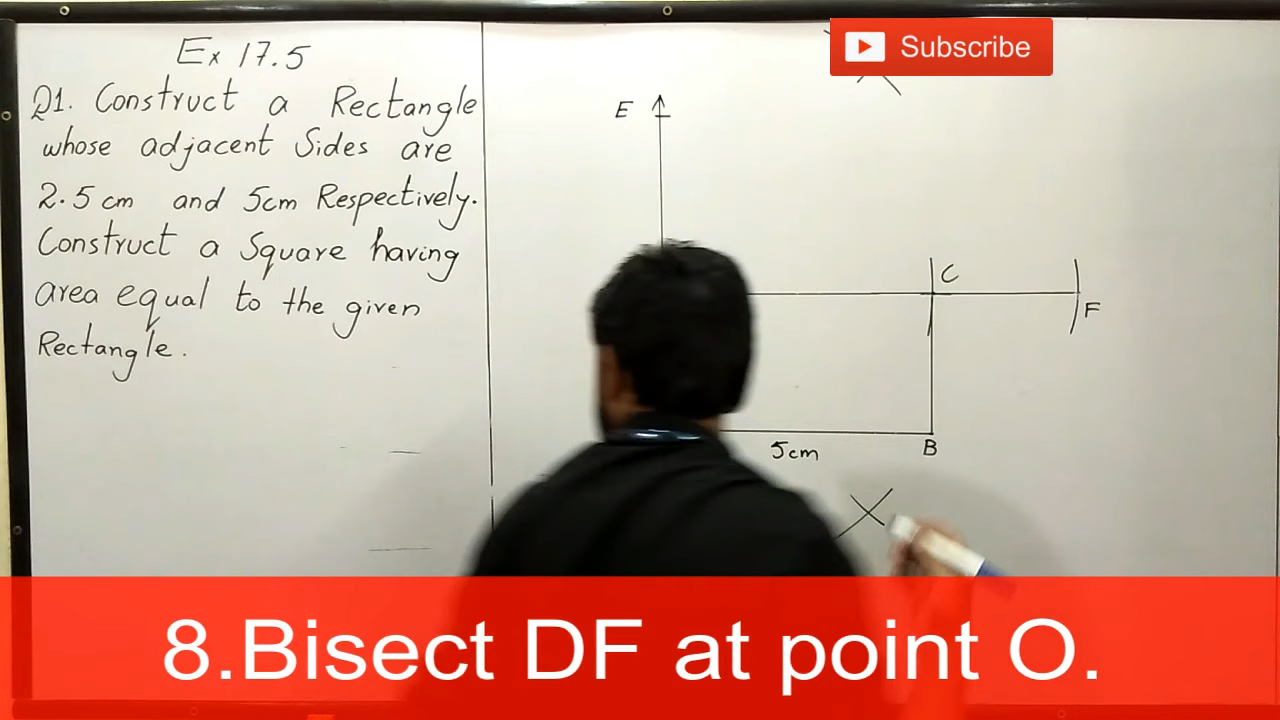 Ex 17.5
Q1. Construct a Rectangle
whose adjacent Sides are
2.5 cm and 5cm Respectively.
Construct a Square having
area equal to the given
Rectangle.
Subscribe
E
C
F
5cm
B
8.Bisect DF at point O.